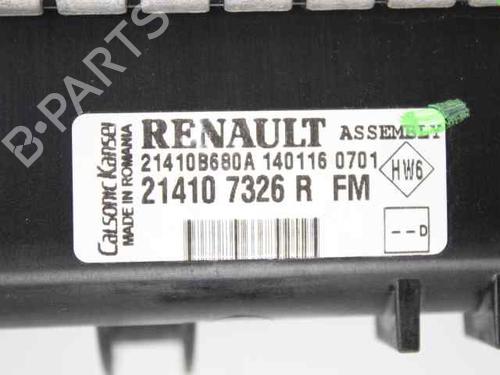 B-PARTS
Calsonic Kansei
MADE IN ROMANIA
RENAULT ASSEMBLY
21410B680A 140116 0701
21410 7326 R FM
HW6
--D